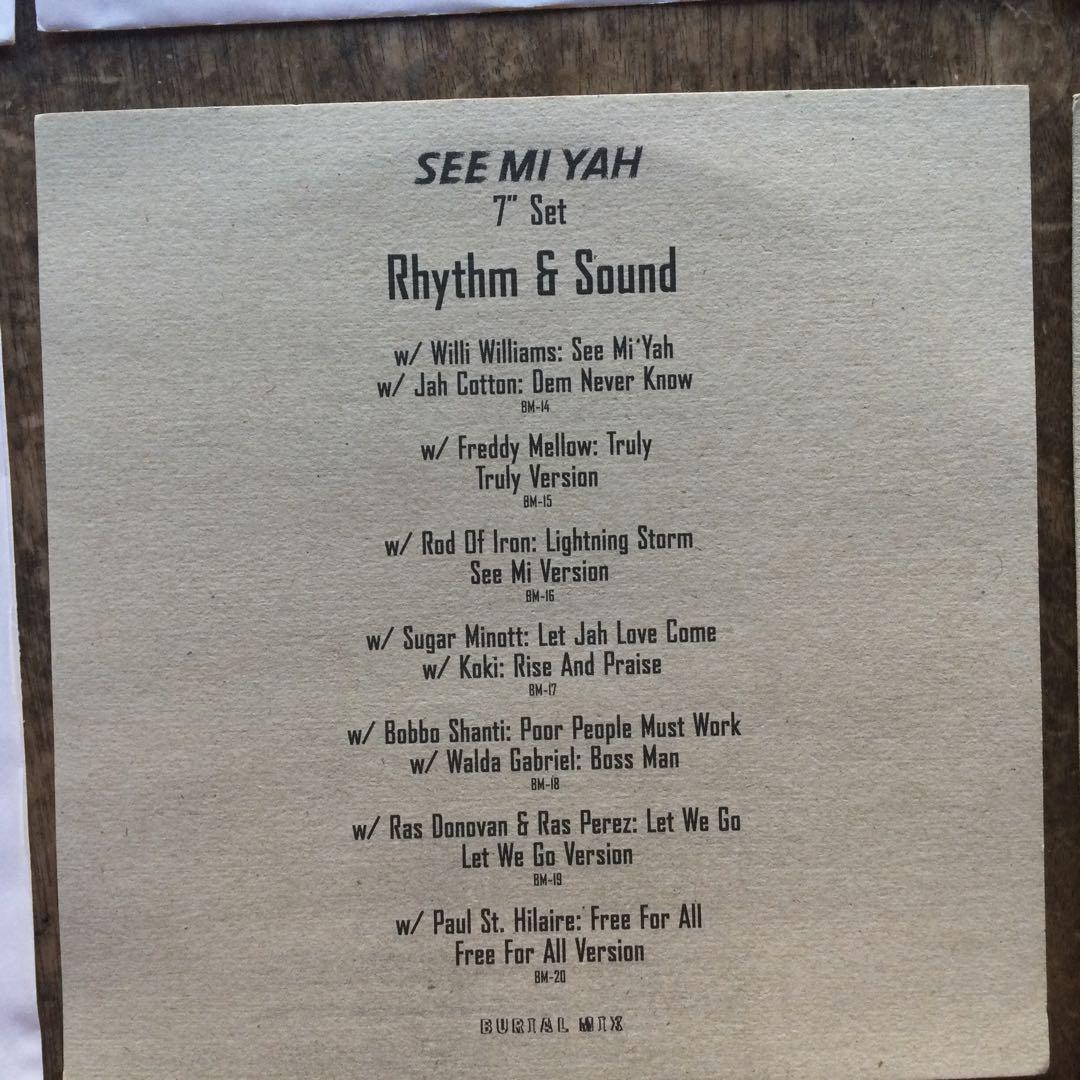 SEE MI YAH
7" Set
Rhythm & Sound
w/ Willi Williams: See Mi Yah
w/ Jah Cotton: Dem Never Know
BM-14
w/ Freddy Mellow: Truly
Truly Version
BM-15
w/ Rod Of Iron: Lightning Storm
See Mi Version
BM-16
w/ Sugar Minott: Let Jah Love Come
w/ Koki: Rise And Praise
BM-17
w/ Bobbo Shanti: Poor People Must Work
w/ Walda Gabriel: Boss Man
BM-18
w/ Ras Donovan & Ras Perez: Let We Go
Let We Go Version
BM-19
w/ Paul St. Hilaire: Free For All
Free For All Version
BM-20
BURIAL MIX